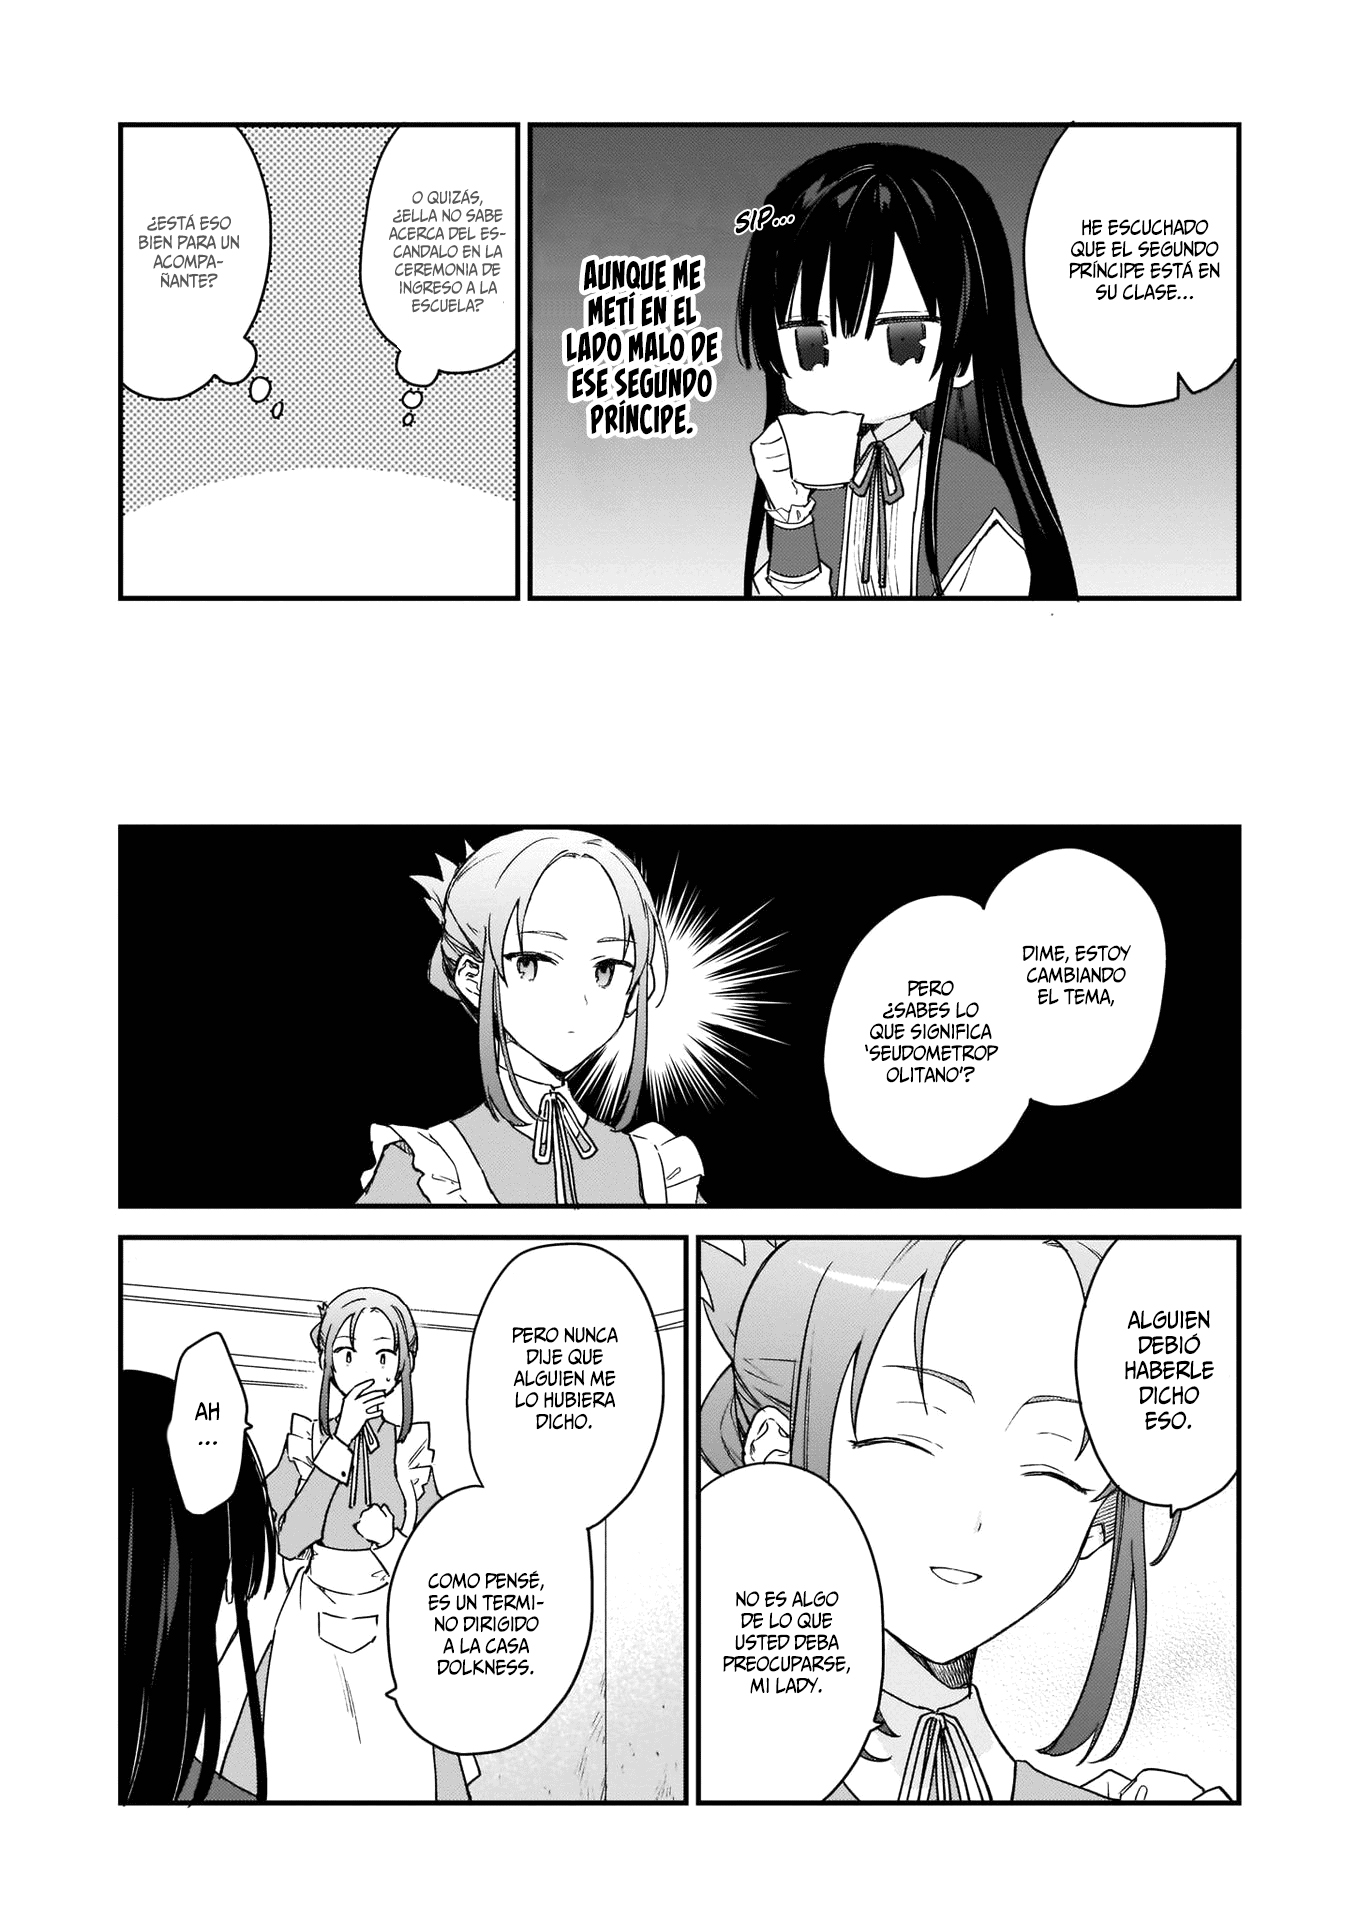 HE ESCUCHADO
QUE EL SEGUNDO
PRÍNCIPE ESTÁ EN
SU CLASE...
SIP...
AUNQUE ME
METÍ EN EL
LADO MALO DE
ESE SEGUNDO
PRÍNCIPE.
O QUIZÁS,
¿ELLA NO SABE
ACERCA DEL ES-
CANDALO EN LA
CEREMONIA DE
INGRESO A LA
ESCUELA?
¿ESTÁ ESO
BIEN PARA UN
ACOMPA-
ÑANTE?
DIME, ESTOY
CAMBIANDO
EL TEMA,
PERO
¿SABES LO
QUE SIGNIFICA
'SEUDOMETROP
OLITANO'?
ALGUIEN
DEBIÓ
HABERLE
DICHO
ESO.
NO ES ALGO
DE LO QUE
USTED DEBA
PREOCUPARSE,
MI LADY.
PERO NUNCA
DIJE QUE
ALGUIEN ME
LO HUBIERA
DICHO.
COMO PENSÉ,
ES UN TERMI-
NO DIRIGIDO
A LA CASA
DOLKNESS.
AH
...